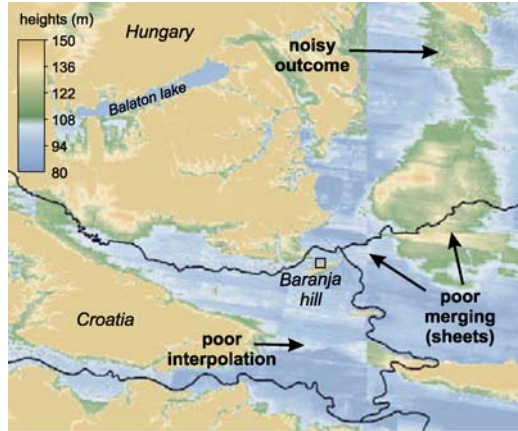 heights (m)
150
136
122
108
94
80
Hungary
noisy
outcome
Balaton lake
Baranja
hill
Croatia
poor
interpolation
poor
merging
(sheets)